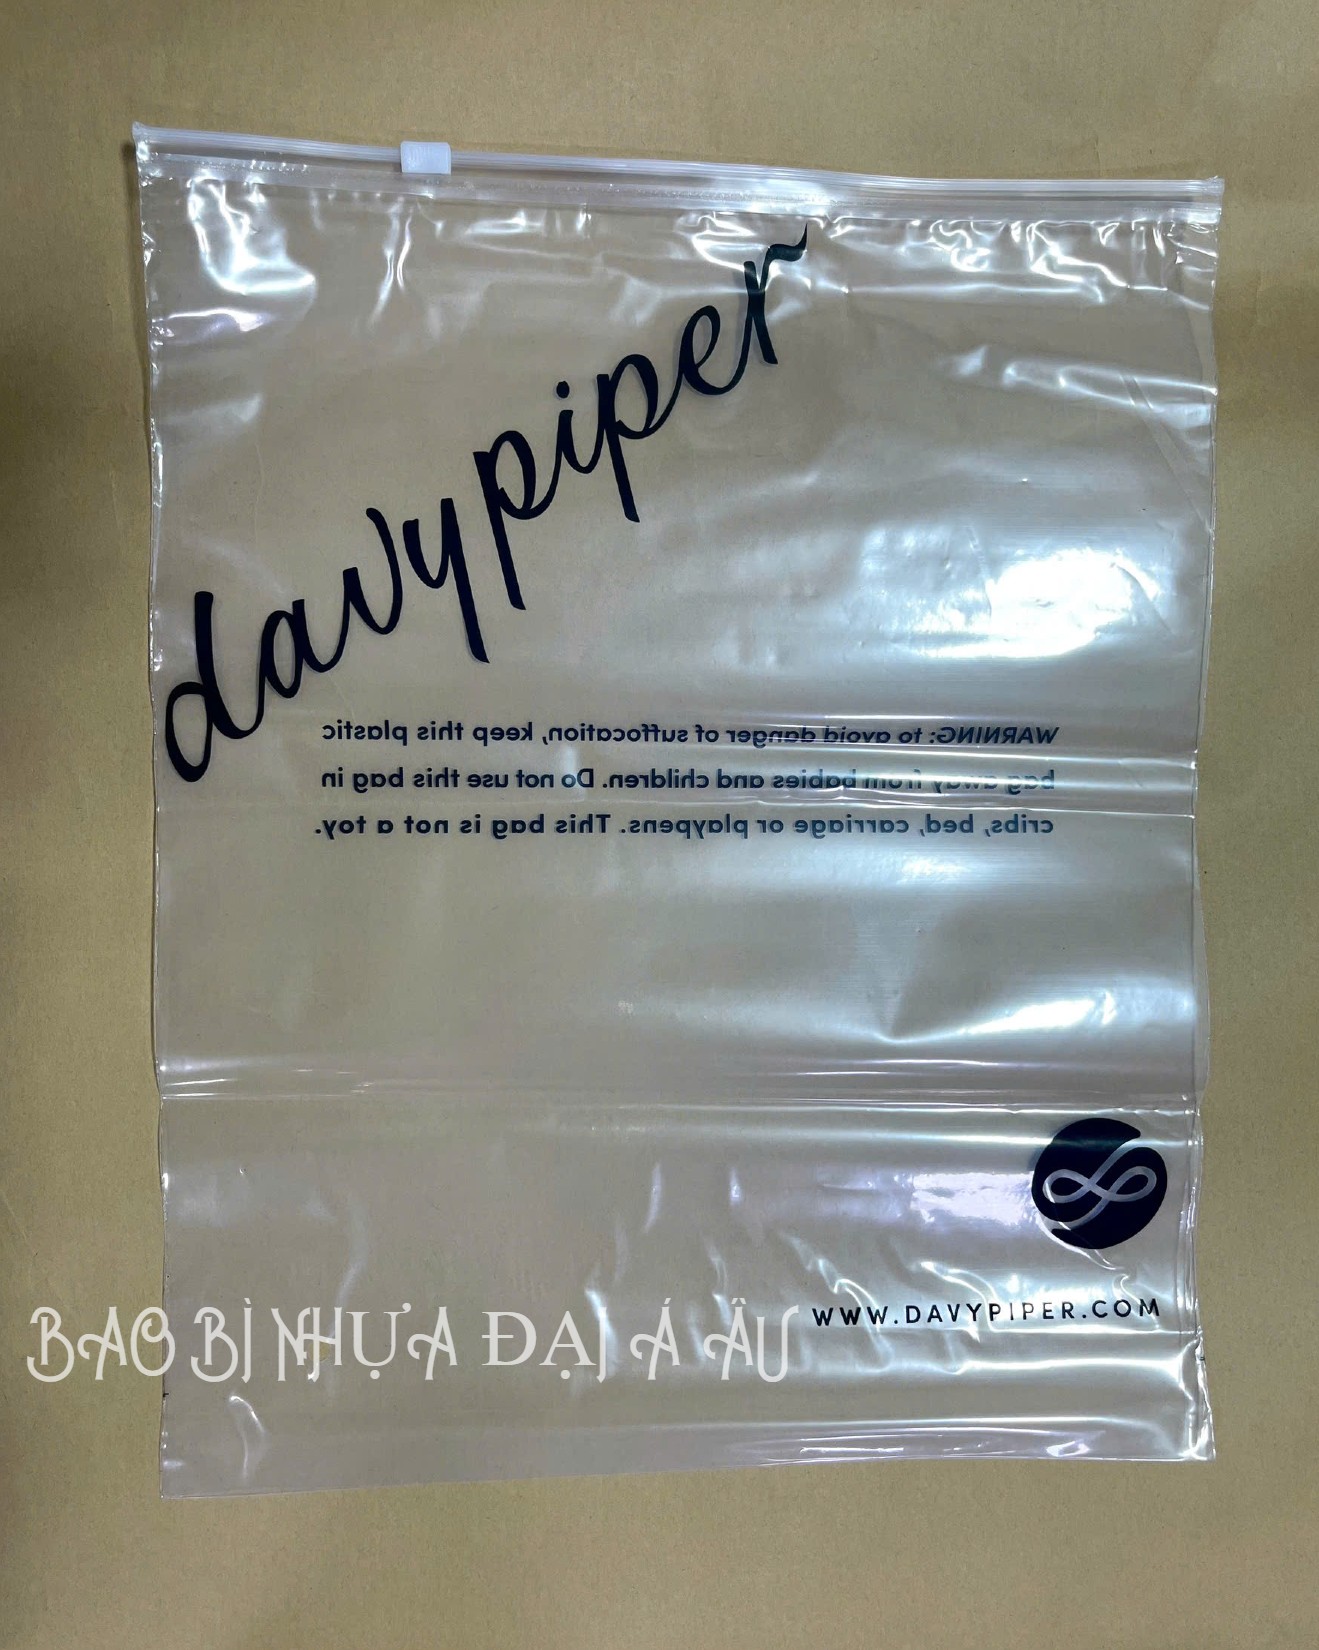 davypiper
WARNING: to avoid danger of suffocation, keep this plastic
bag away from babies and children. Do not use this bag in
cribs, bed, carriage or playpens. This bag is not a toy.
WWW.DAVYPIPER.COM
BAO BÌ NHỰA ĐẠI Á ÂU